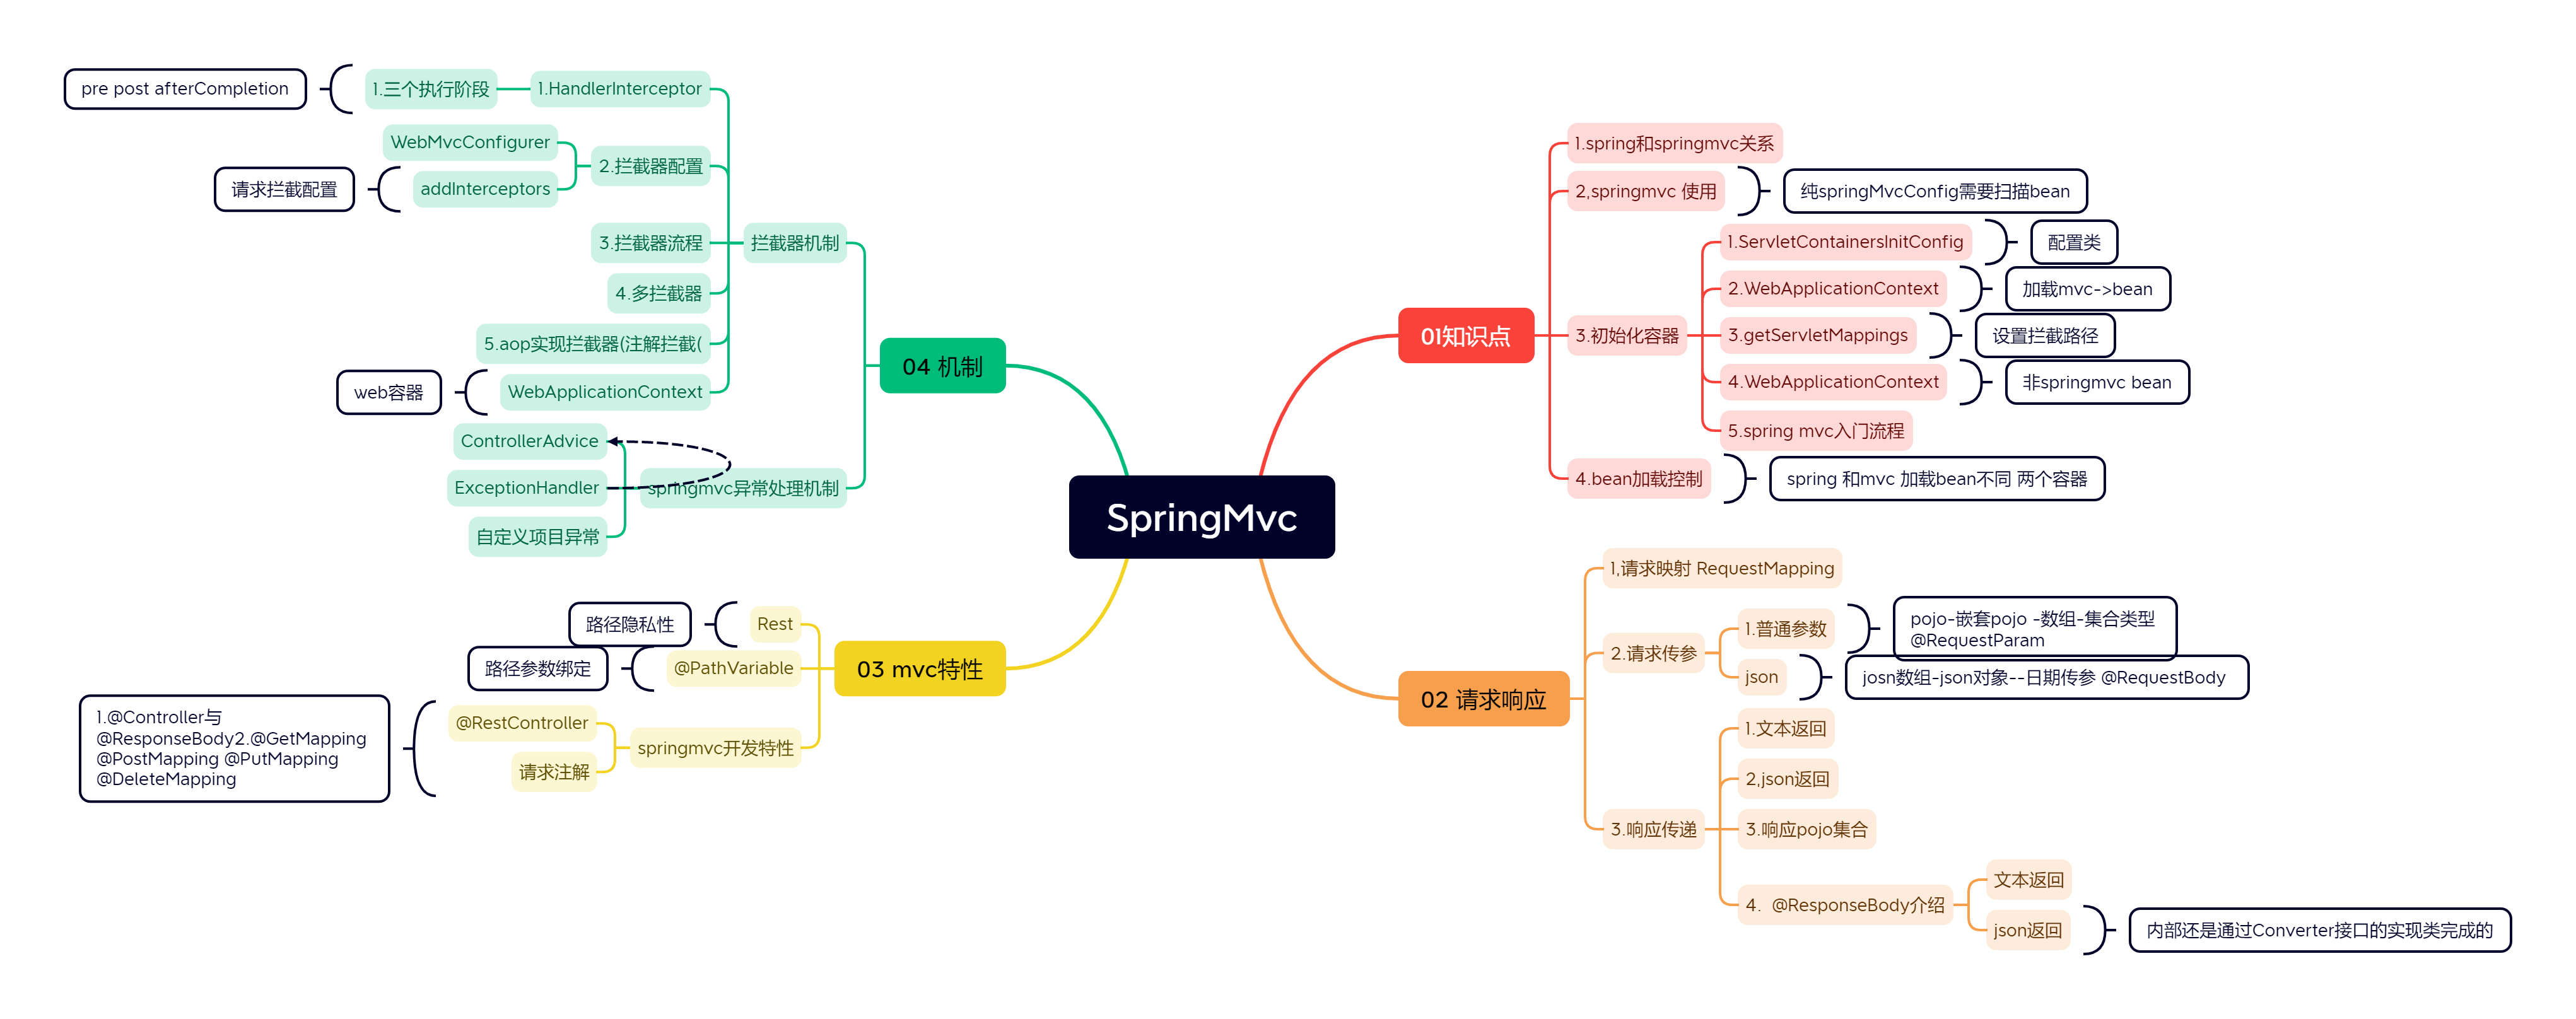 SpringMvc
01知识点
1.spring和springmvc关系
2,springmvc 使用
纯springMvcConfig需要扫描bean
3.初始化容器
1.ServletContainersInitConfig
配置类
2.WebApplicationContext
加载mvc->bean
3.getServletMappings
设置拦截路径
4.WebApplicationContext
非springmvc bean
5.spring mvc入门流程
4.bean加载控制
spring 和mvc 加载bean不同 两个容器
02 请求响应
1,请求映射 RequestMapping
2.请求传参
1.普通参数
pojo-嵌套pojo -数组-集合类型
@RequestParam
json
josn数组-json对象--日期传参 @RequestBody
3.响应传递
1.文本返回
2,json返回
3.响应pojo集合
4. @ResponseBody介绍
文本返回
json返回
内部还是通过Converter接口的实现类完成的
03 mvc特性
Rest
路径隐私性
@PathVariable
路径参数绑定
springmvc开发特性
@RestController
请求注解
1.@Controller与
@ResponseBody2.@GetMapping
@PostMapping @PutMapping
@DeleteMapping
04 机制
拦截器机制
1.HandlerInterceptor
1.三个执行阶段
pre post afterCompletion
2.拦截器配置
WebMvcConfigurer
addInterceptors
请求拦截配置
3.拦截器流程
4.多拦截器
5.aop实现拦截器(注解拦截(
WebApplicationContext
web容器
springmvc异常处理机制
ControllerAdvice
ExceptionHandler
自定义项目异常